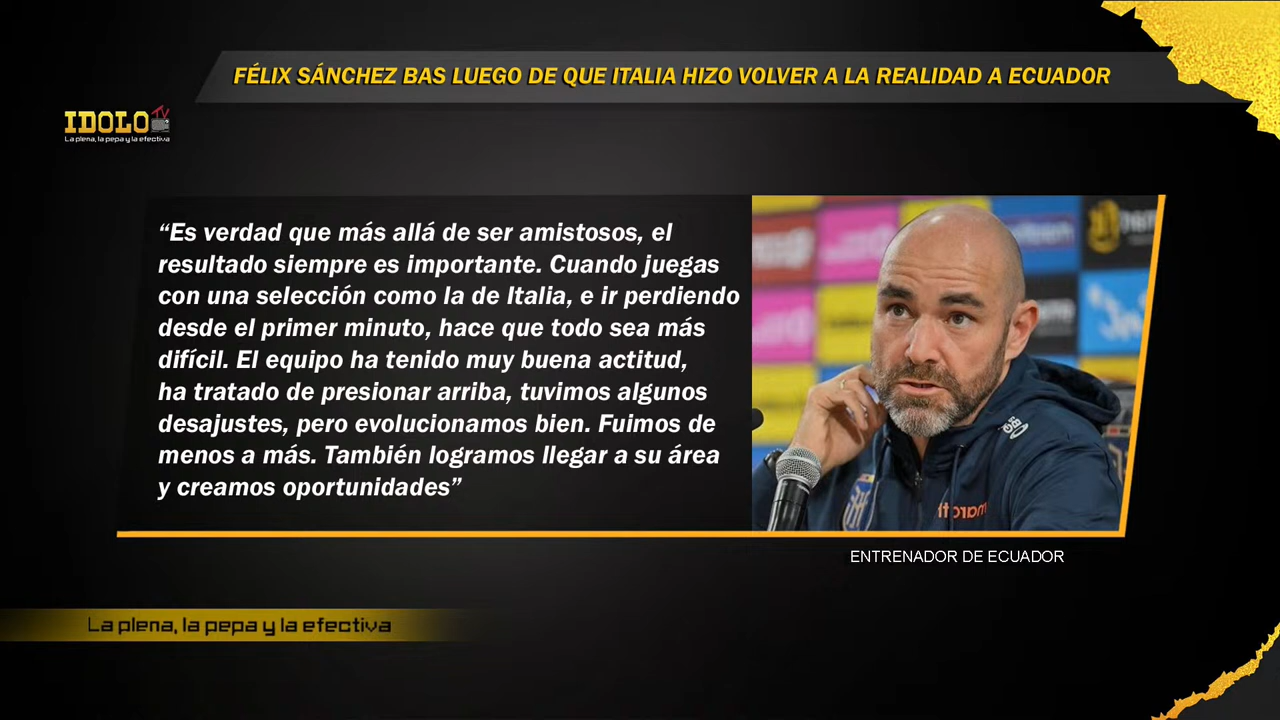 FÉLIX SÁNCHEZ BAS LUEGO DE QUE ITALIA HIZO VOLVER A LA REALIDAD A ECUADOR
IDOLO TV
La plena, la pepa y la efectiva
“Es verdad que más allá de ser amistosos, el
resultado siempre es importante. Cuando juegas
con una selección como la de Italia, e ir perdiendo
desde el primer minuto, hace que todo sea más
difícil. El equipo ha tenido muy buena actitud,
ha tratado de presionar arriba, tuvimos algunos
desajustes, pero evolucionamos bien. Fuimos de
menos a más. También logramos llegar a su área
y creamos oportunidades”
ENTRENADOR DE ECUADOR
La plena, la pepa y la efectiva